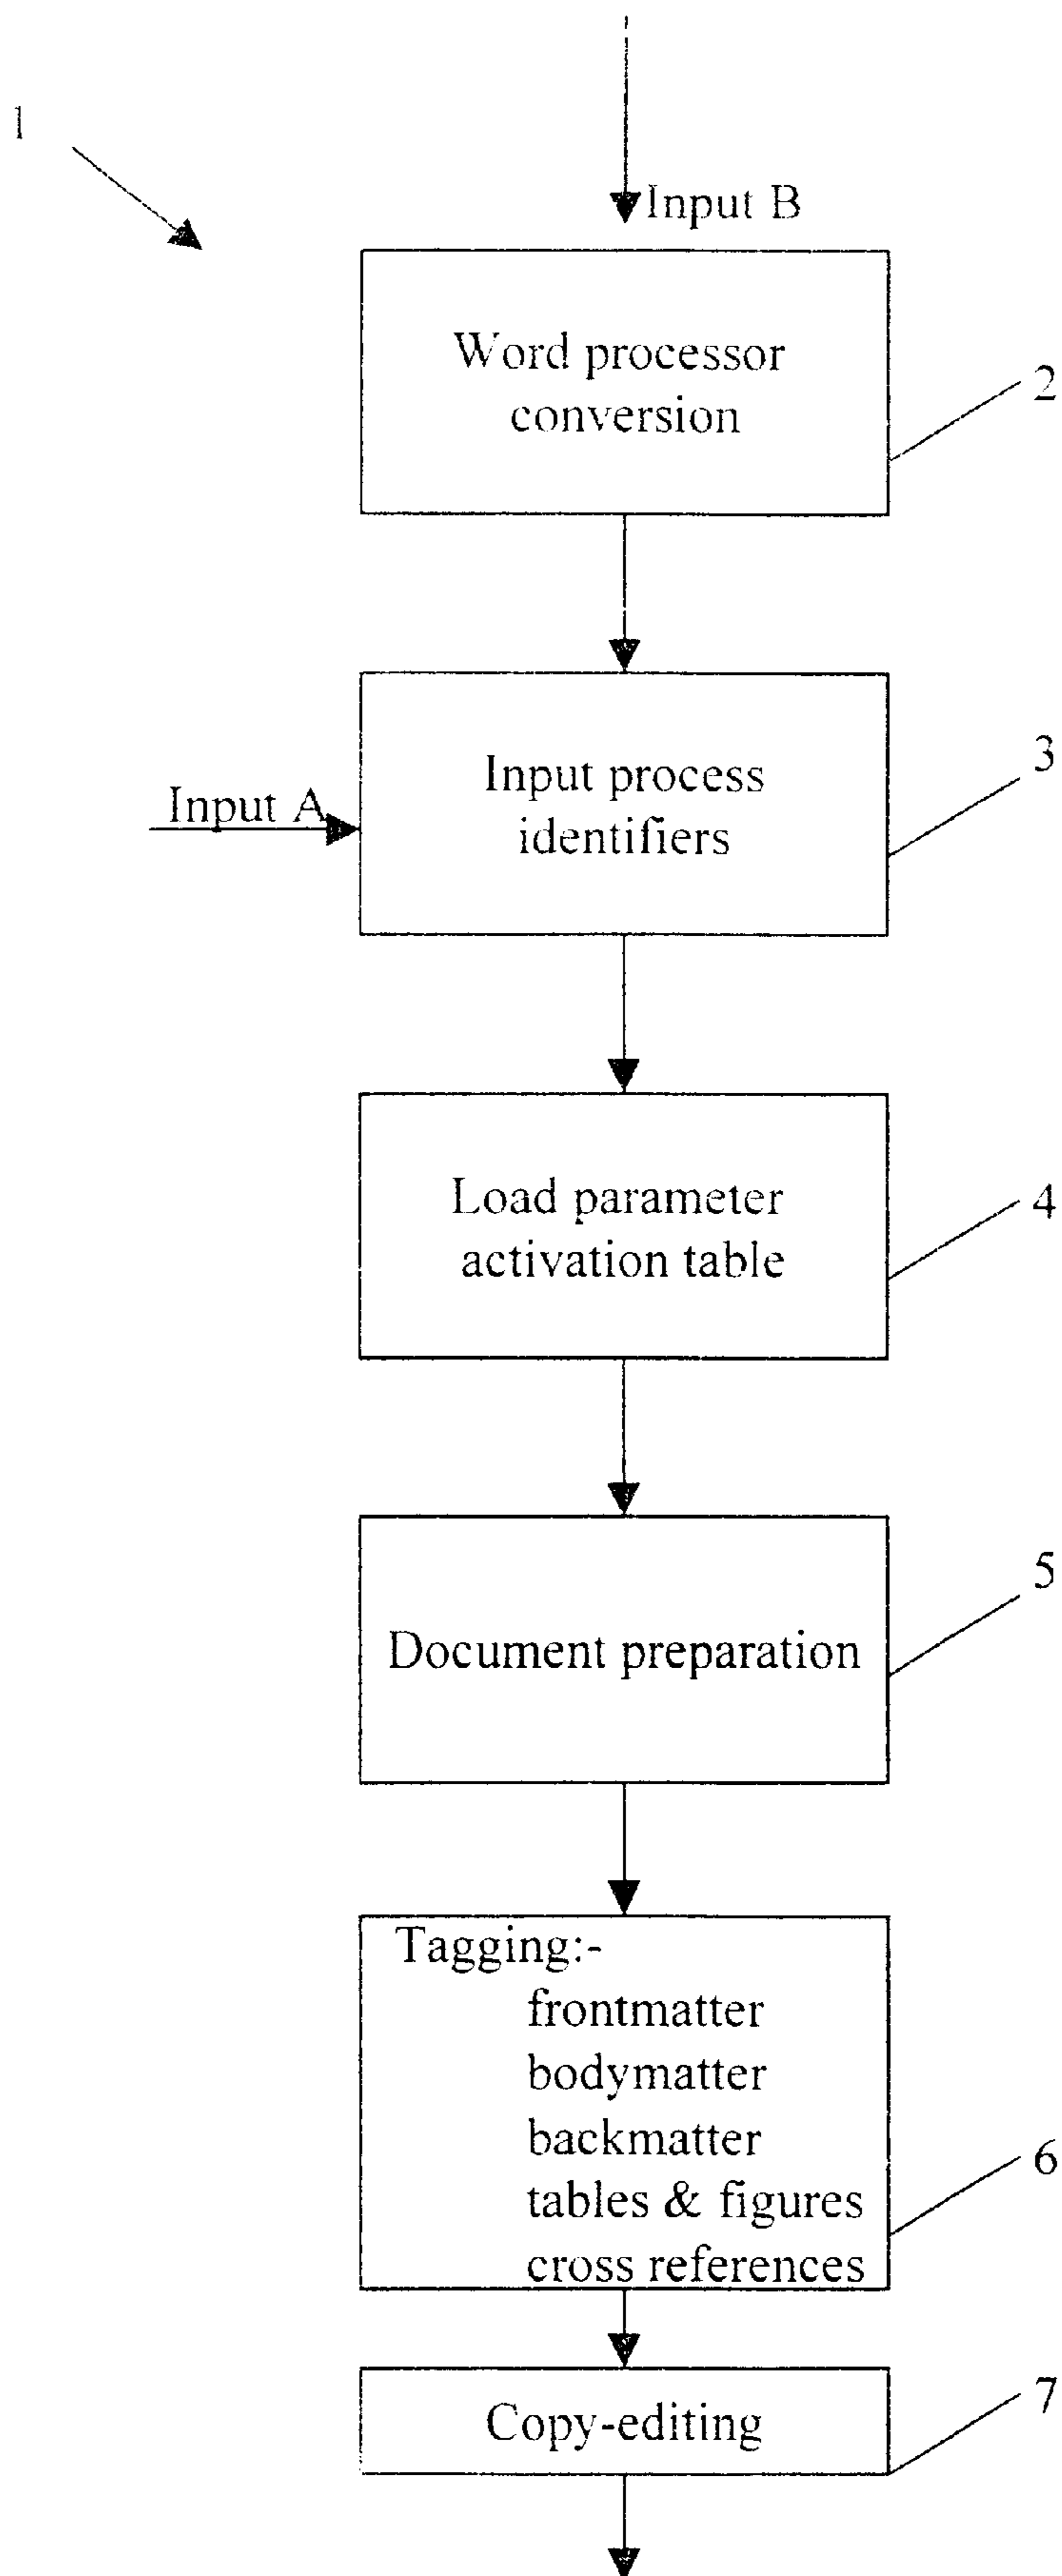 1
Input B
Word processor
conversion
2
Input process
identifiers
3
Input A
Load parameter
activation table
4
Document preparation
5
Tagging:-
frontmatter
bodymatter
backmatter
tables & figures
cross references
6
Copy-editing
7